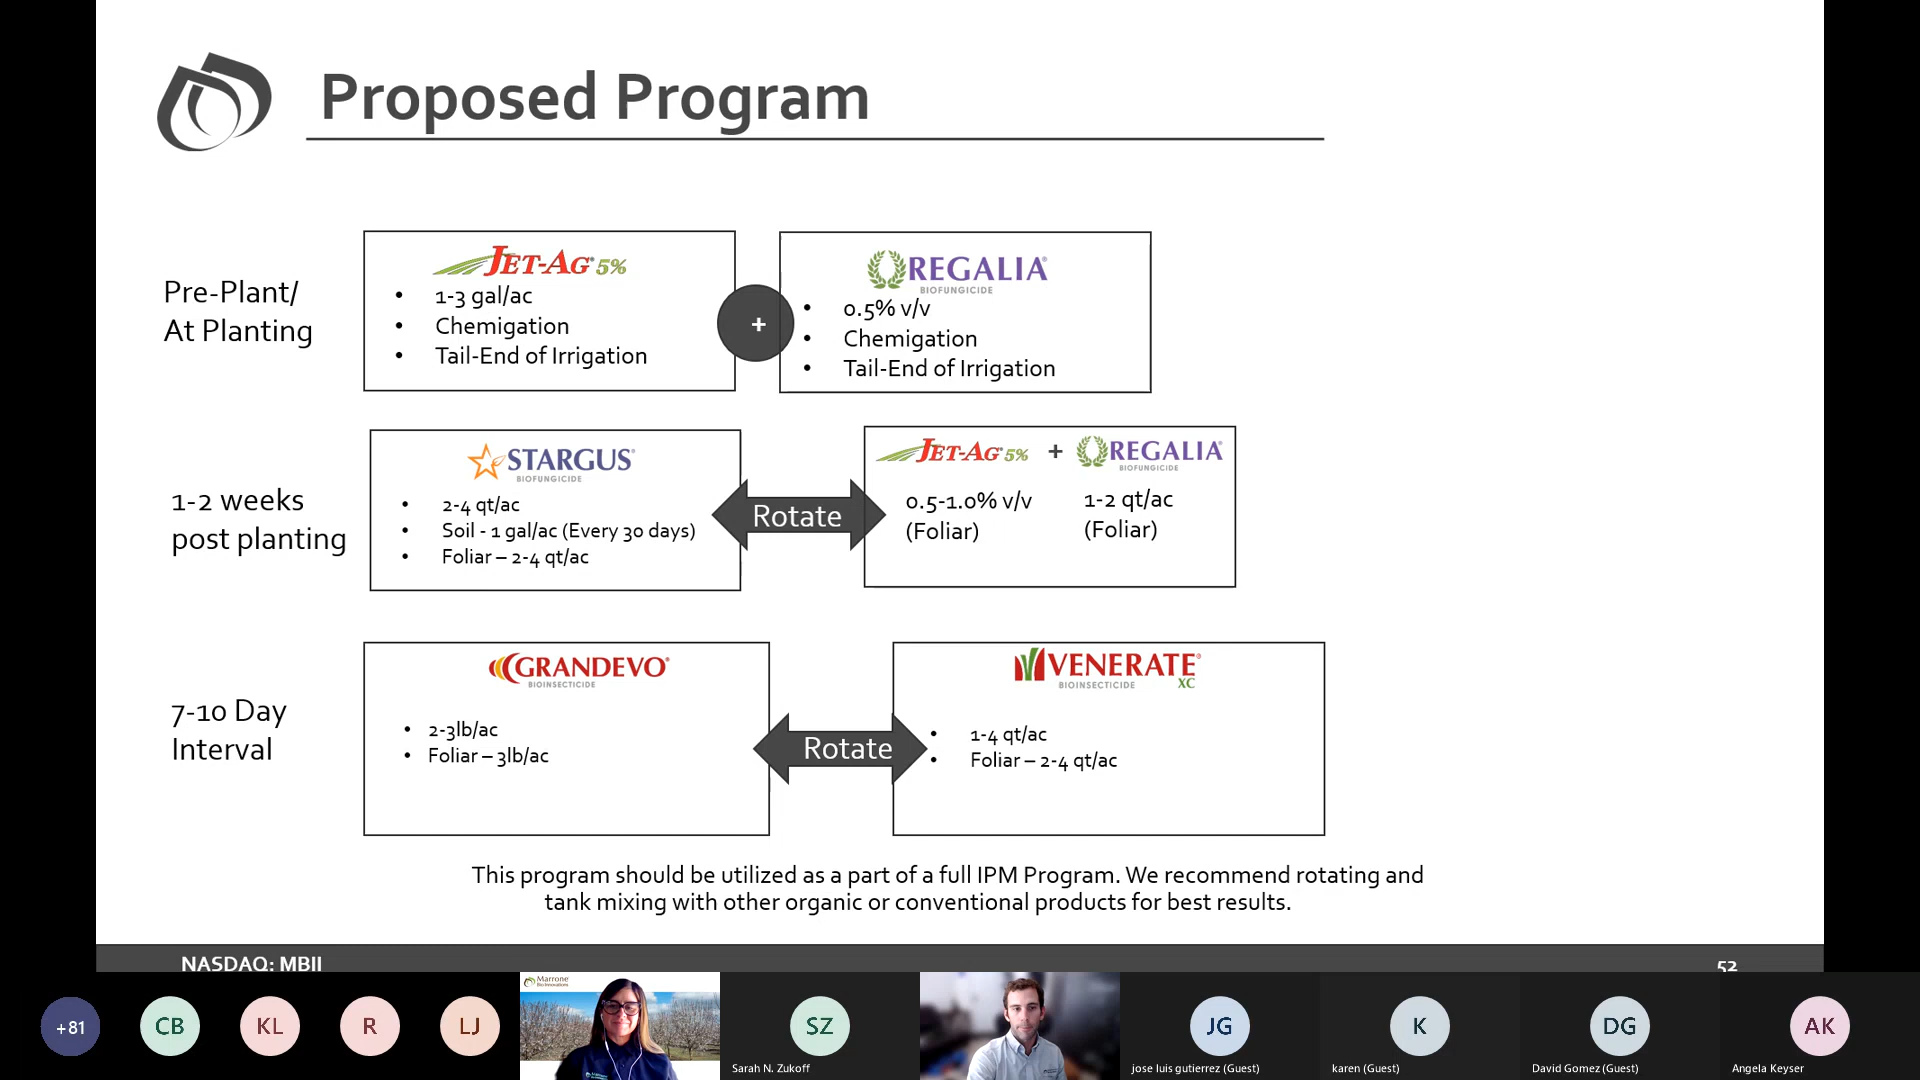 Proposed Program
Pre-Plant/
At Planting
JET-AG® 5%
• 1-3 gal/ac
• Chemigation
• Tail-End of Irrigation
+
REGALIA®
BIOFUNGICIDE
• 0.5% v/v
• Chemigation
• Tail-End of Irrigation
1-2 weeks
post planting
STARGUS®
BIOFUNGICIDE
• 2-4 qt/ac
• Soil - 1 gal/ac (Every 30 days)
• Foliar – 2-4 qt/ac
Rotate
JET-AG® 5% + REGALIA®
BIOFUNGICIDE
0.5-1.0% v/v 1-2 qt/ac
(Foliar) (Foliar)
7-10 Day
Interval
GRANDEVO®
BIOINSECTICIDE
• 2-3lb/ac
• Foliar – 3lb/ac
Rotate
VENERATE®
BIOINSECTICIDE XC
• 1-4 qt/ac
• Foliar – 2-4 qt/ac
This program should be utilized as a part of a full IPM Program. We recommend rotating and
tank mixing with other organic or conventional products for best results.
NASDAQ: MBII 52
Marrone
Bio Innovations
+81 CB KL R LJ SZ JG K DG AK
Sarah N. Zukoff jose luis gutierrez (Guest) karen (Guest) David Gomez (Guest) Angela Keyser